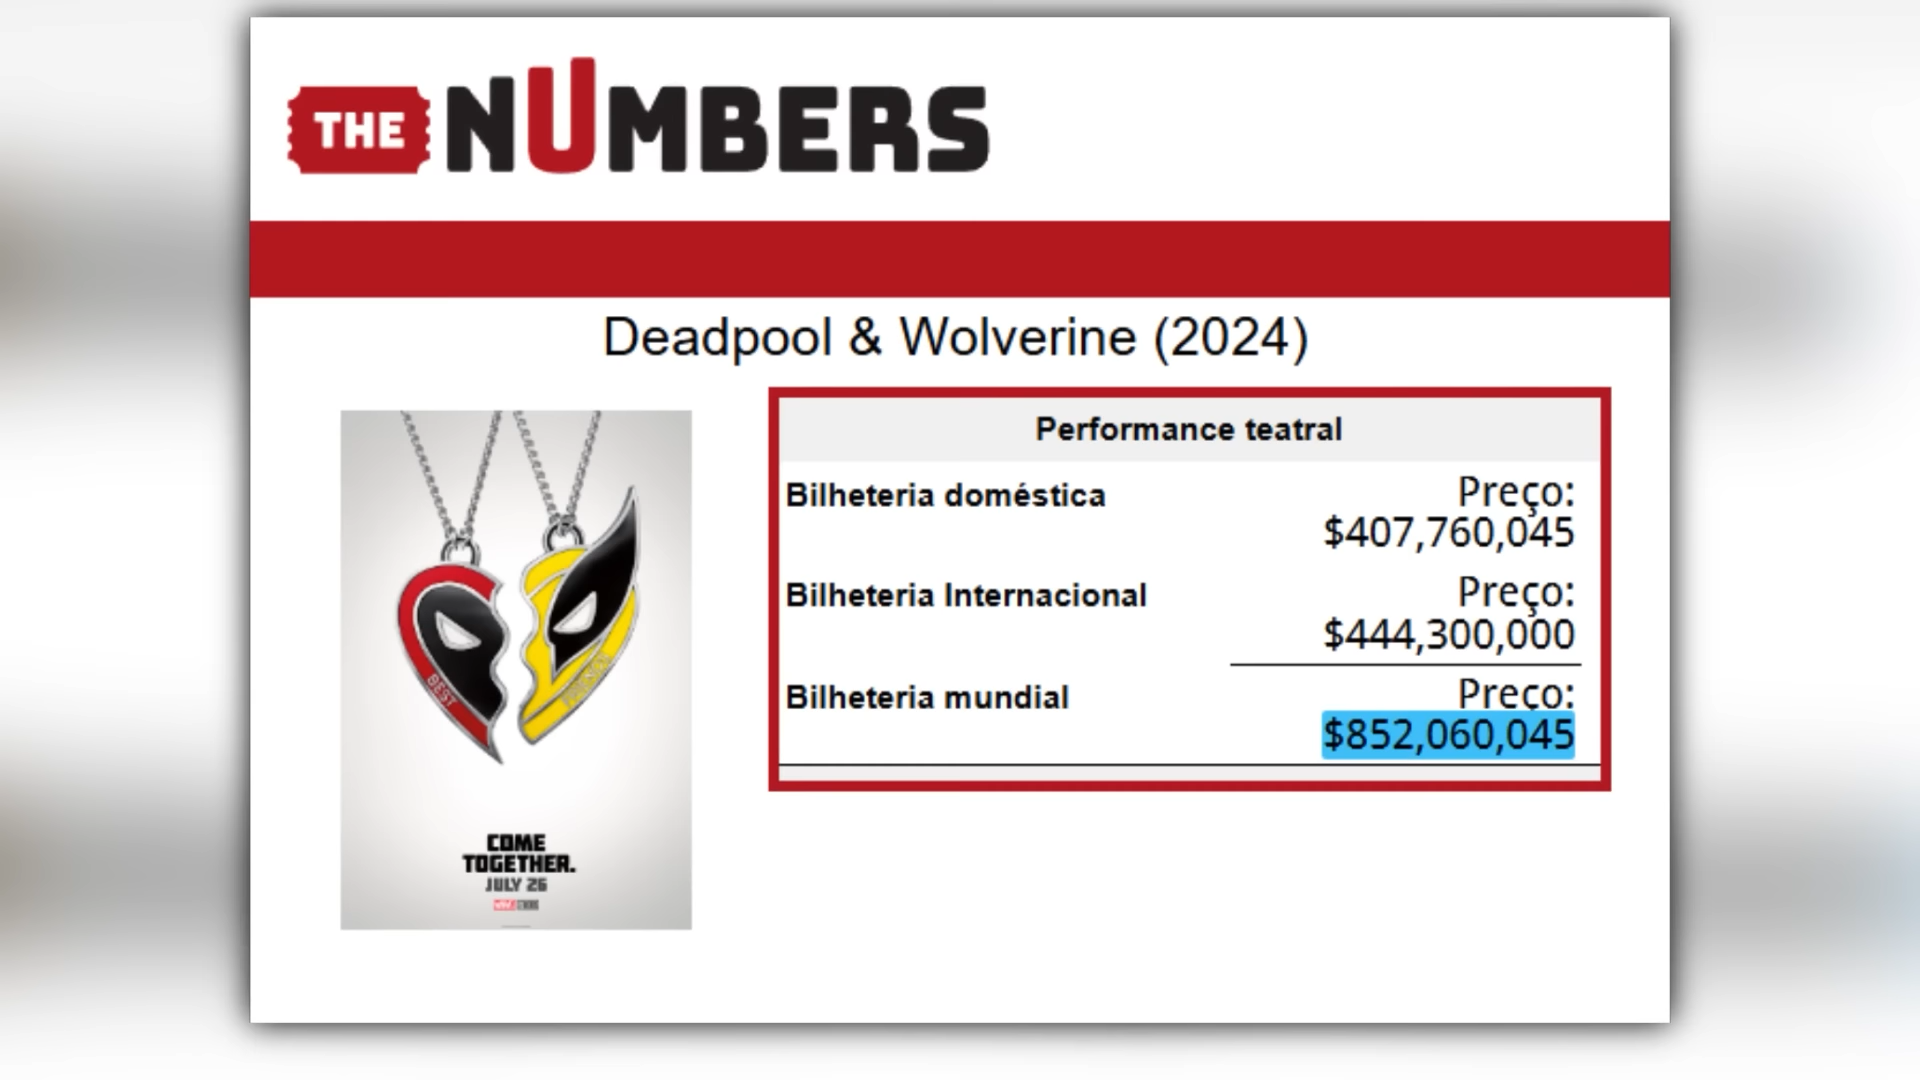 THE NUMBERS
Deadpool & Wolverine (2024)
Performance teatral
Bilheteria doméstica
Preço:
$407,760,045
Bilheteria Internacional
Preço:
$444,300,000
Bilheteria mundial
Preço:
$852,060,045
BEST
COME
TOGETHER.
JULY 26